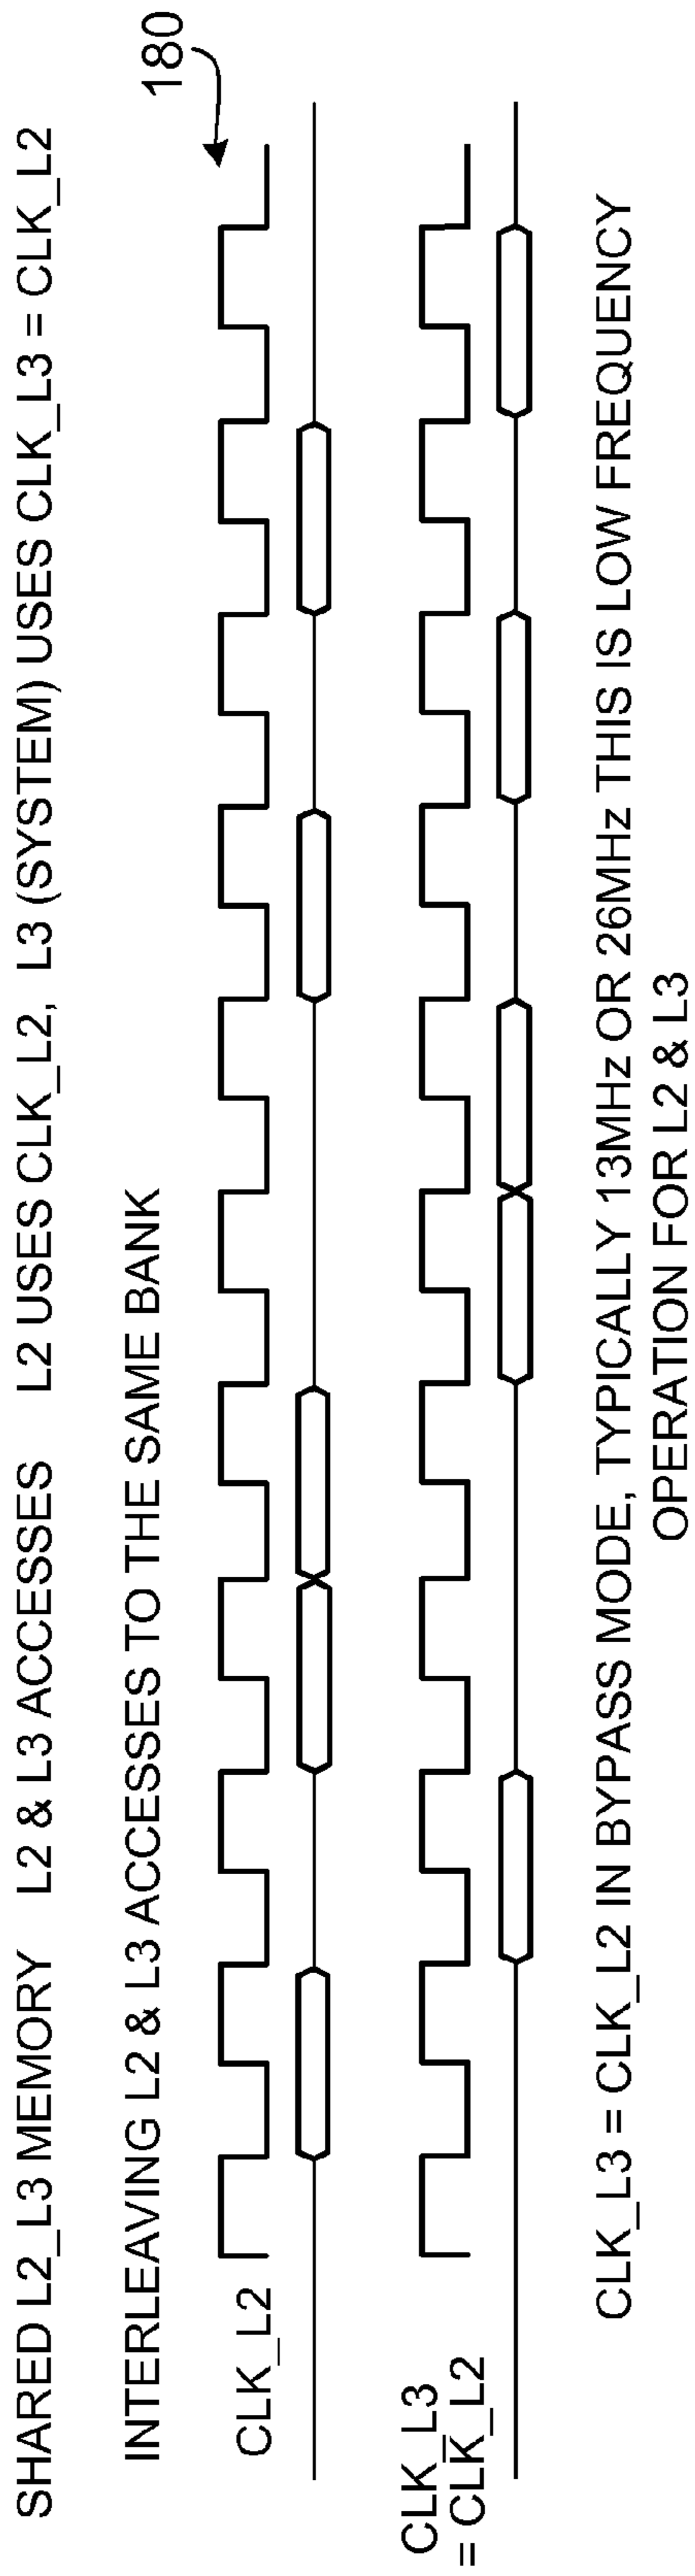 SHARED L2_L3 MEMORY L2 & L3 ACCESSES L2 USES CLK_L2, L3 (SYSTEM) USES CLK_L3 = CLK_L2
INTERLEAVING L2 & L3 ACCESSES TO THE SAME BANK
180
CLK_L2
CLK_L3
= CLK_L2
CLK_L3 = CLK_L2 IN BYPASS MODE, TYPICALLY 13MHz OR 26MHz THIS IS LOW FREQUENCY
OPERATION FOR L2 & L3